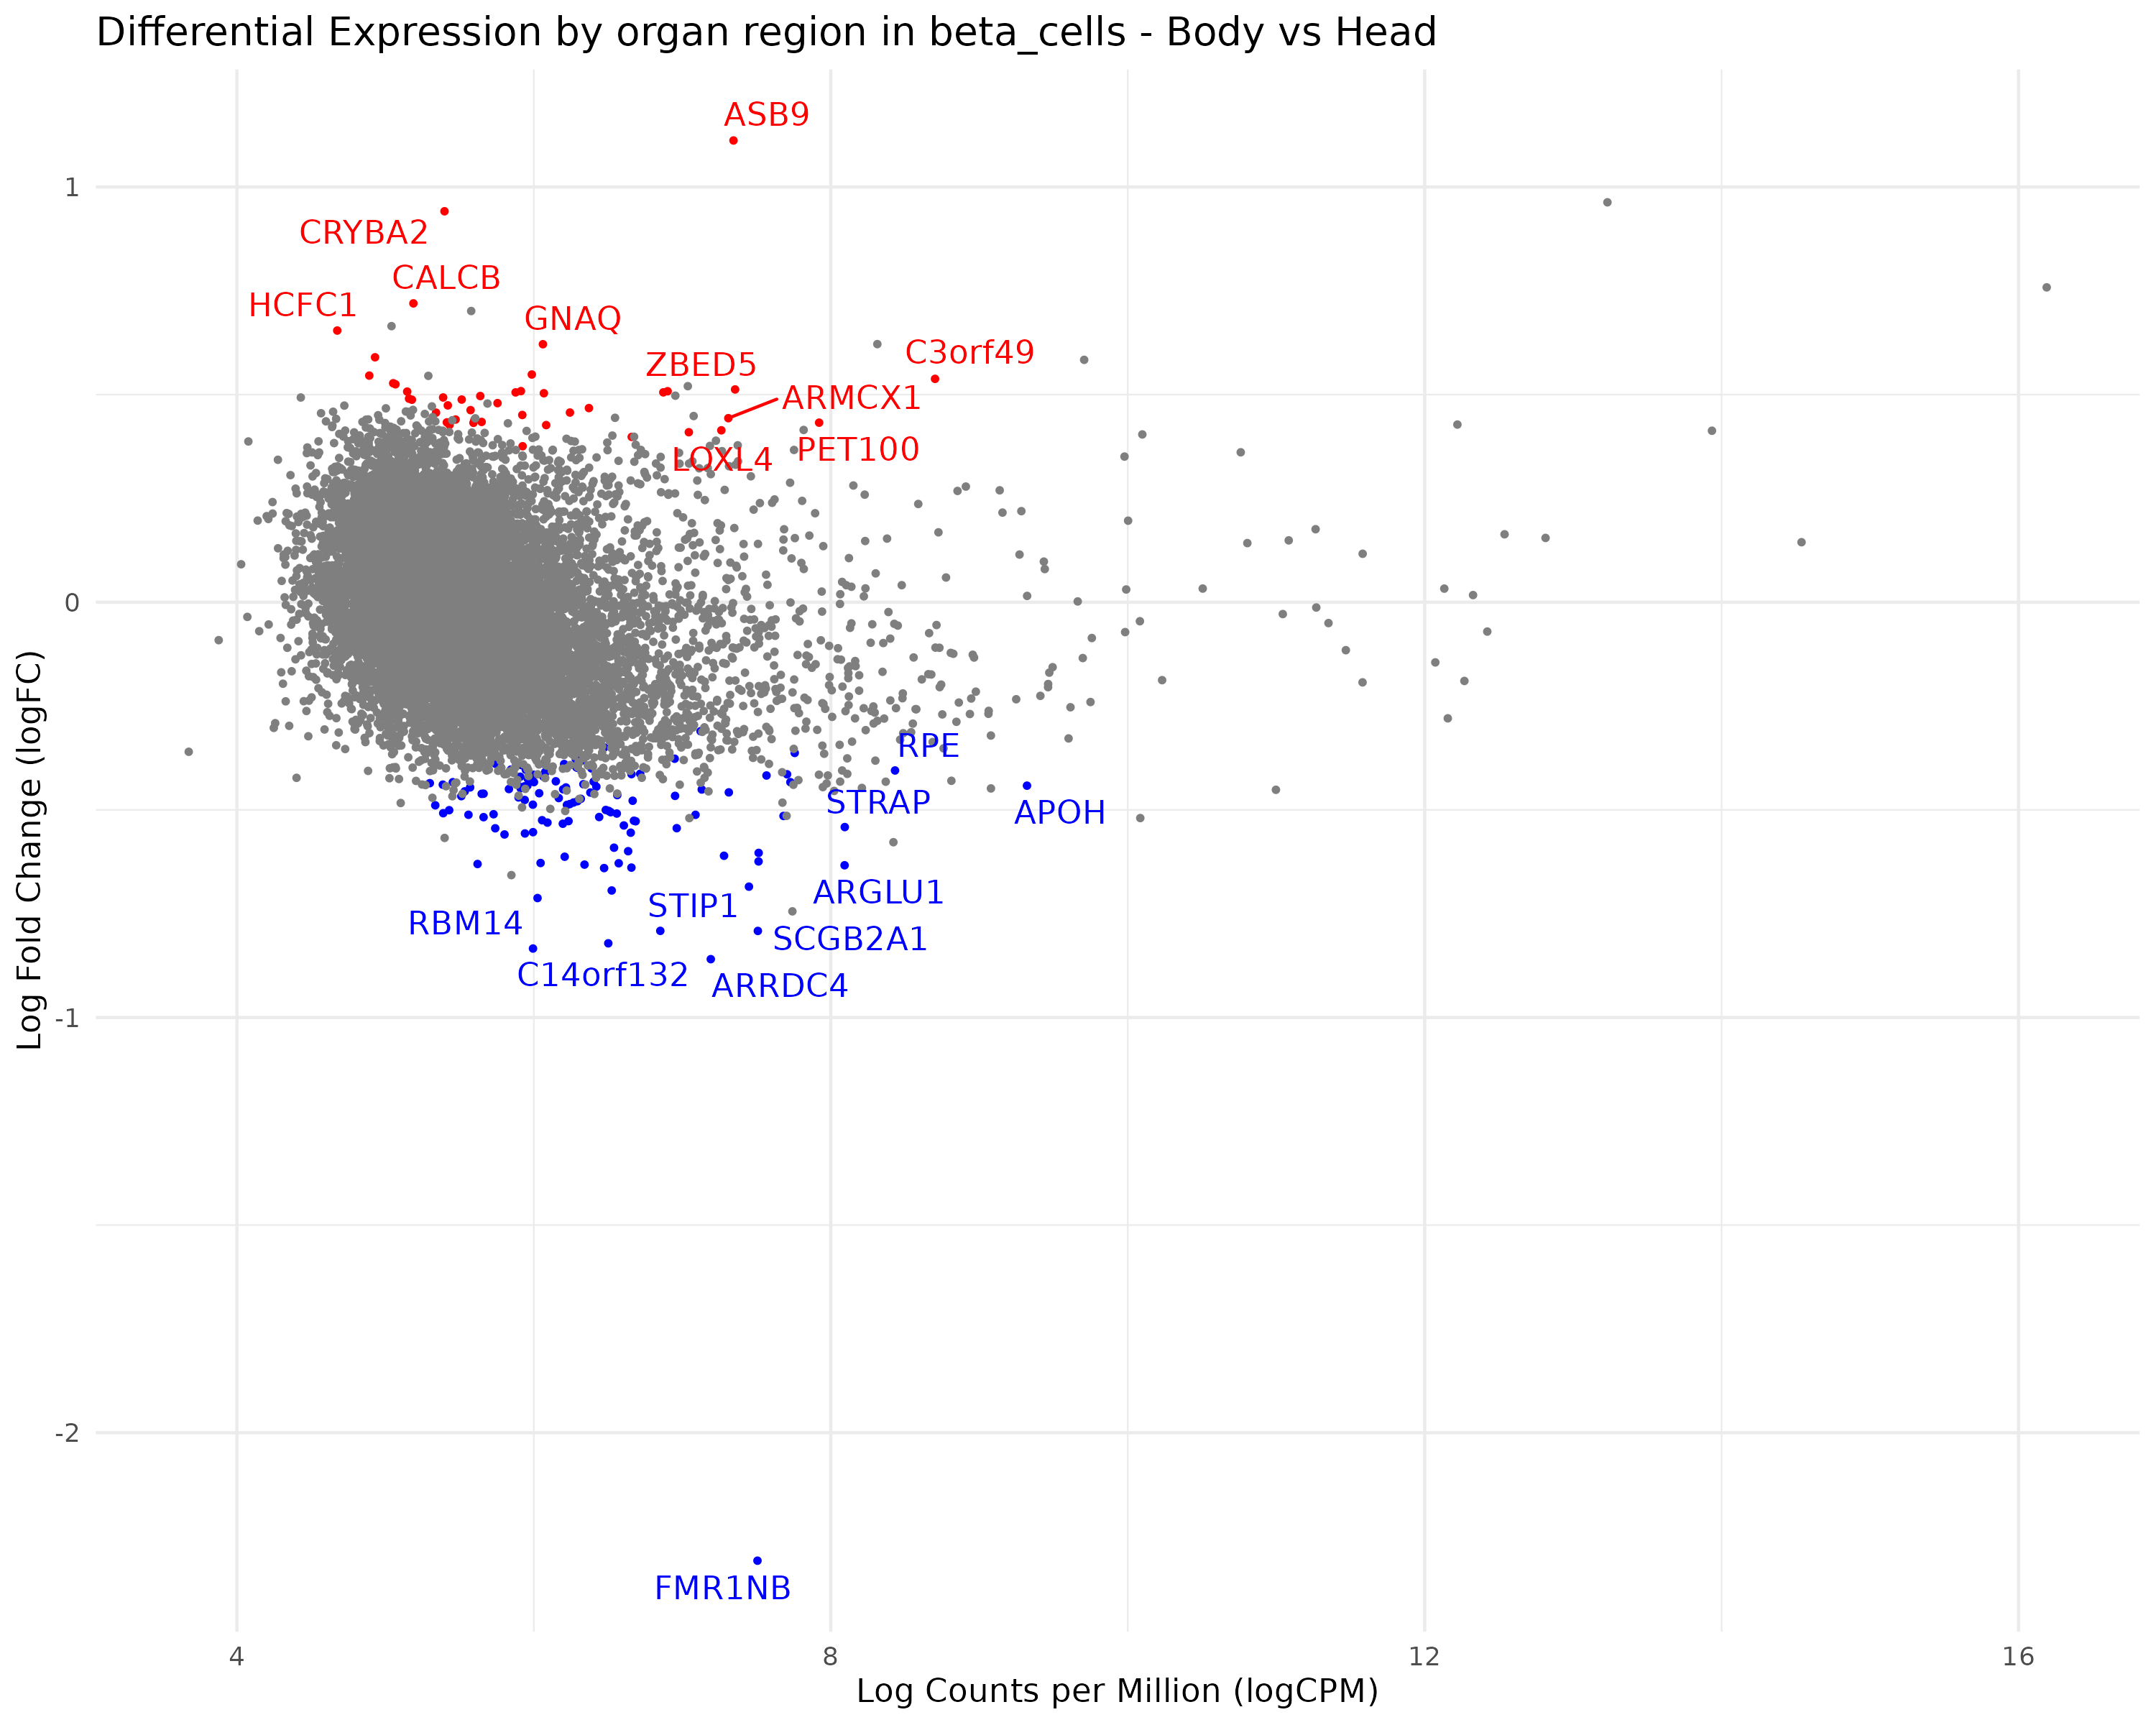 Differential Expression by organ region in beta_cells - Body vs Head
ASB9
1
CRYBA2
CALCB
HCFC1
GNAQ
C3orf49
ZBED5
ARMCX1
PET100
LOXL4
0
RPE
STRAP
APOH
ARGLU1
STIP1
RBM14
SCGB2A1
C14orf132
ARRDC4
-1
-2
FMR1NB
4
8
12
16
Log Counts per Million (logCPM)
Log Fold Change (logFC)